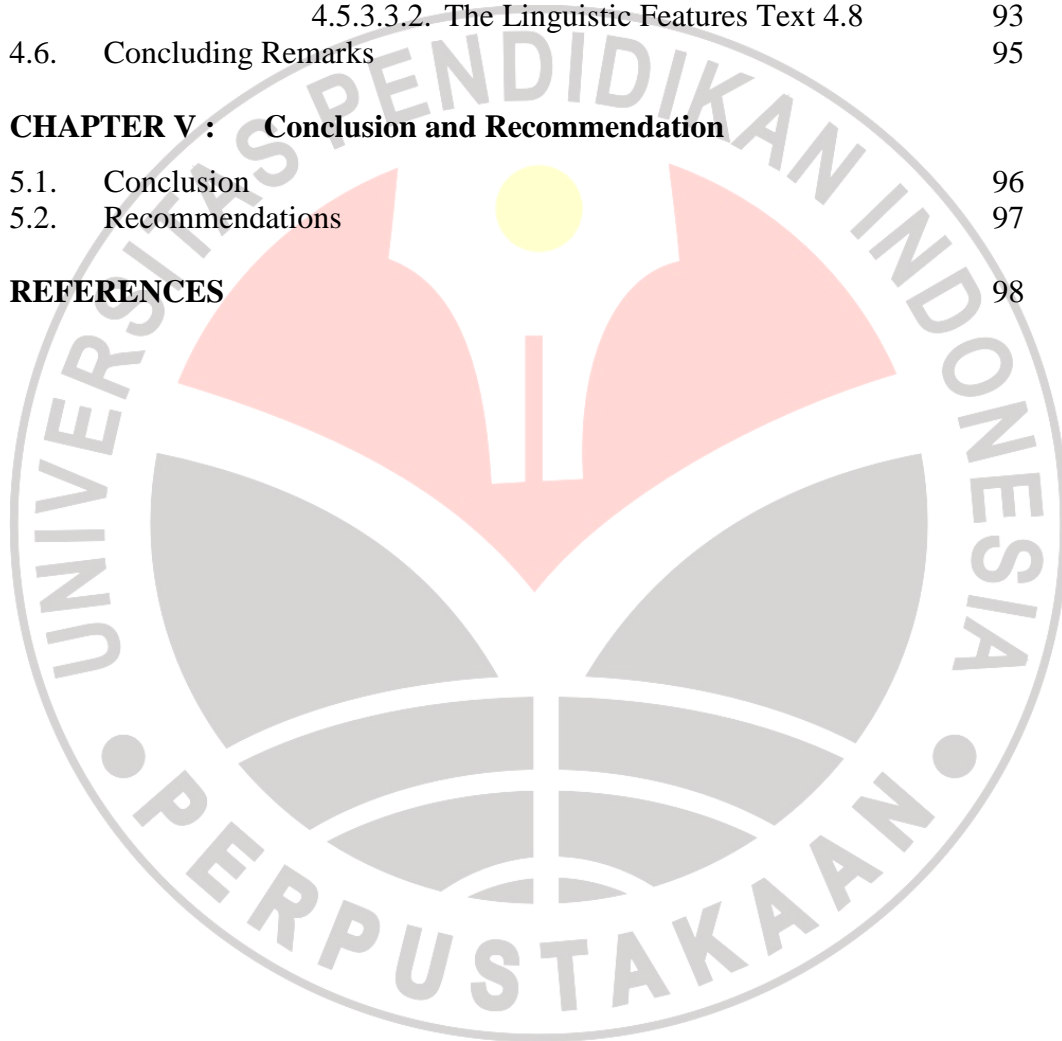 4.5.3.3.2. The Linguistic Features Text 4.8 93
4.6. Concluding Remarks 95
CHAPTER V : Conclusion and Recommendation
5.1. Conclusion 96
5.2. Recommendations 97
REFERENCES 98
UNIVERSITAS PENDIDIKAN INDONESIA
PERPUSTAKAAN